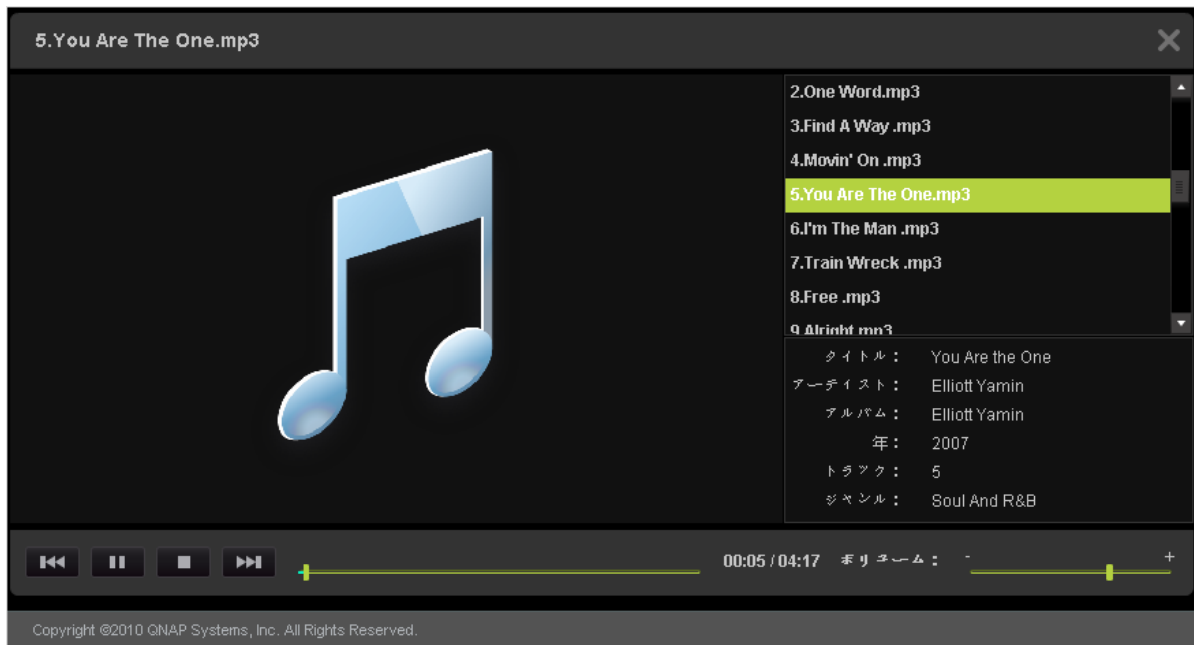 5.You Are The One.mp3
2.One Word.mp3
3.Find A Way .mp3
4.Movin' On .mp3
5.You Are The One.mp3
6.I'm The Man .mp3
7.Train Wreck .mp3
8.Free .mp3
9.Alright.mp3
タイトル： You Are the One
アーティスト： Elliott Yamin
アルバム： Elliott Yamin
年： 2007
トラック： 5
ジャンル： Soul And R&B
00:05 / 04:17 ボリューム： - +
Copyright ©2010 QNAP Systems, Inc. All Rights Reserved.